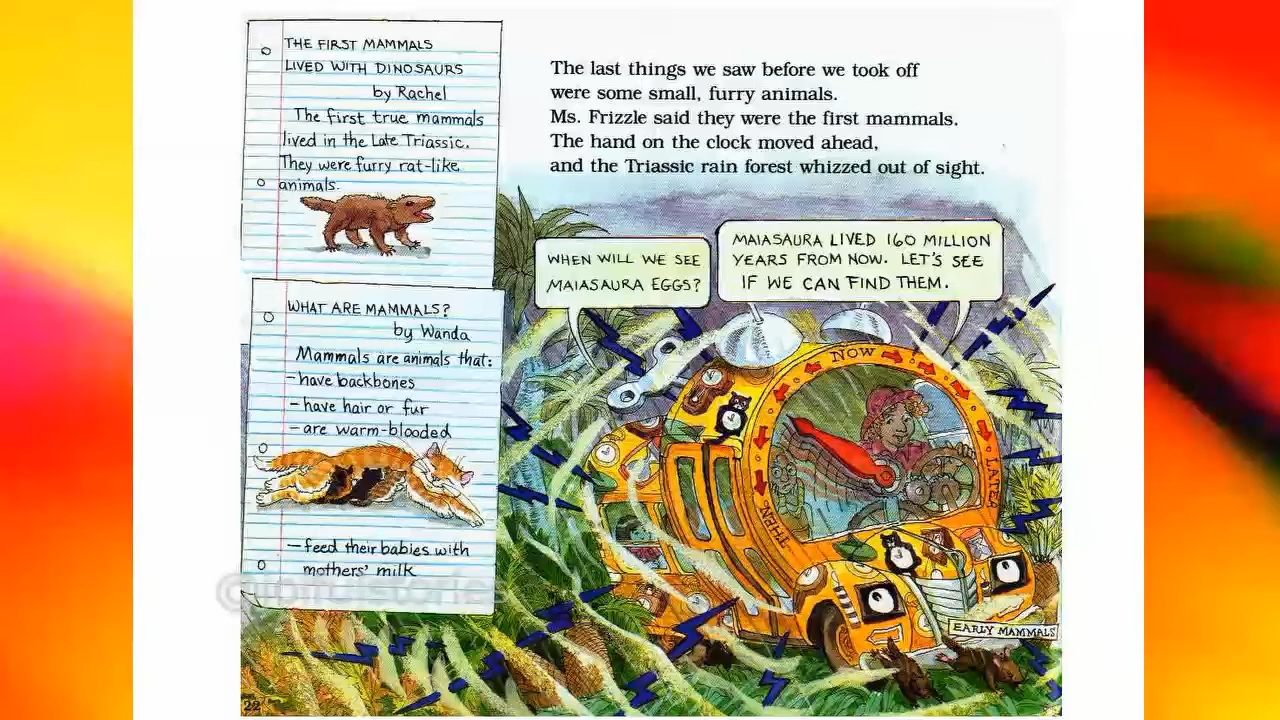 THE FIRST MAMMALS
LIVED WITH DINOSAURS
by Rachel
The first true mammals
lived in the Late Triassic.
They were furry rat-like
animals.
WHAT ARE MAMMALS?
by Wanda
Mammals are animals that:
- have backbones
- have hair or fur
- are warm-blooded
- feed their babies with
mothers' milk
The last things we saw before we took off
were some small, furry animals.
Ms. Frizzle said they were the first mammals.
The hand on the clock moved ahead,
and the Triassic rain forest whizzed out of sight.
WHEN WILL WE SEE
MAIASAURA EGGS?
MAIASAURA LIVED 160 MILLION
YEARS FROM NOW. LET'S SEE
IF WE CAN FIND THEM.
NOW
LATER
THEN
EARLY MAMMALS
22